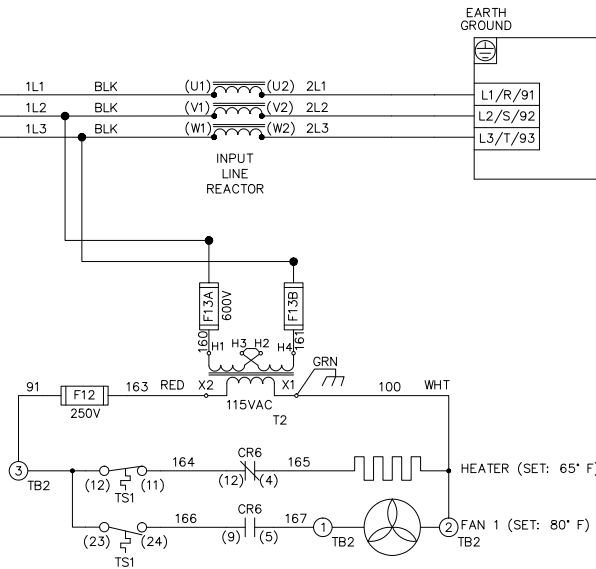 EARTH
GROUND
1L1 BLK (U1) (U2) 2L1 L1/R/91
1L2 BLK (V1) (V2) 2L2 L2/S/92
1L3 BLK (W1) (W2) 2L3 L3/T/93
INPUT
LINE
REACTOR
F13A 600V F13B
160 161
H1 H3 H2 H4
GRN
91 F12 163 RED X2 X1 100 WHT
250V
115VAC
T2
3 TB2
164 CR6 165
(12) (11) (12) (4)
TS1
HEATER (SET: 65° F)
166 CR6 167
(23) (24) (9) (5)
TS1
1 TB2
2 TB2
FAN 1 (SET: 80° F)